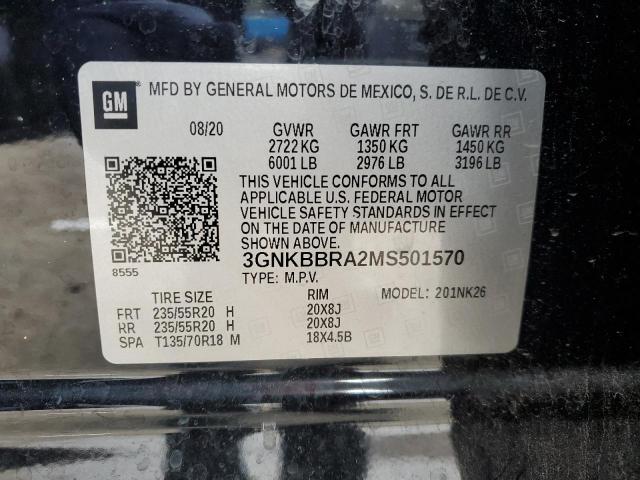 GM MFD BY GENERAL MOTORS DE MEXICO, S. DE R.L. DE C.V.
08/20 GVWR GAWR FRT GAWR RR
2722 KG 1350 KG 1450 KG
6001 LB 2976 LB 3196 LB
THIS VEHICLE CONFORMS TO ALL
APPLICABLE U.S. FEDERAL MOTOR
VEHICLE SAFETY STANDARDS IN EFFECT
ON THE DATE OF MANUFACTURE
SHOWN ABOVE.
3GNKBBRA2MS501570
8555 TYPE: M.P.V.
TIRE SIZE RIM MODEL: 201NK26
FRT 235/55R20 H 20X8J
RR 235/55R20 H 20X8J
SPA T135/70R18 M 18X4.5B